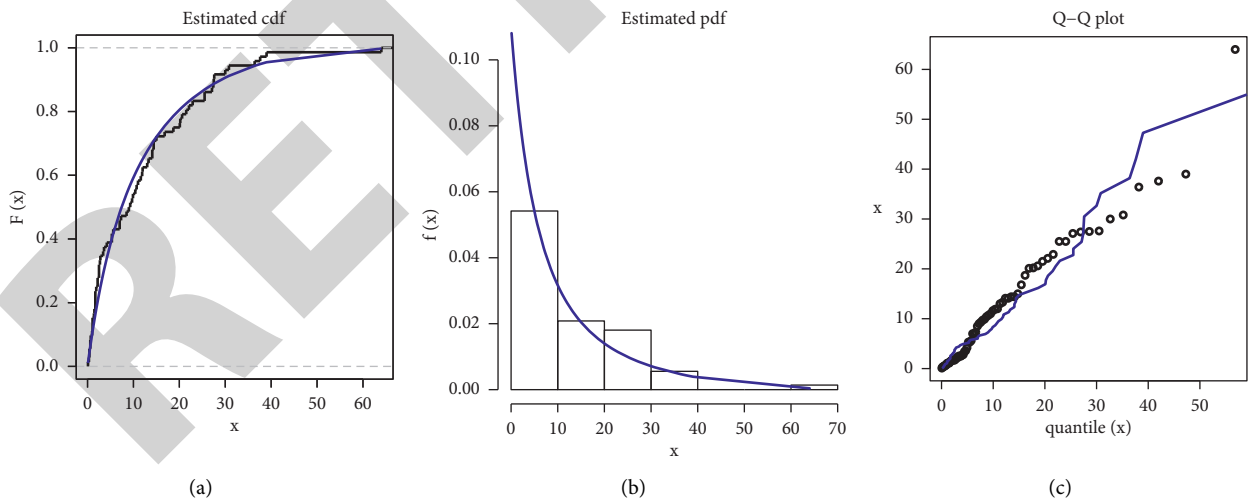 Estimated cdf
1.0
0.8
0.6
0.4
0.2
0.0
F (x)
0 10 20 30 40 50 60
x
(a)
Estimated pdf
0.10
0.08
0.06
0.04
0.02
0.00
f (x)
0 10 20 30 40 50 60 70
x
(b)
Q−Q plot
60
50
40
30
20
10
0
x
0 10 20 30 40 50
quantile (x)
(c)